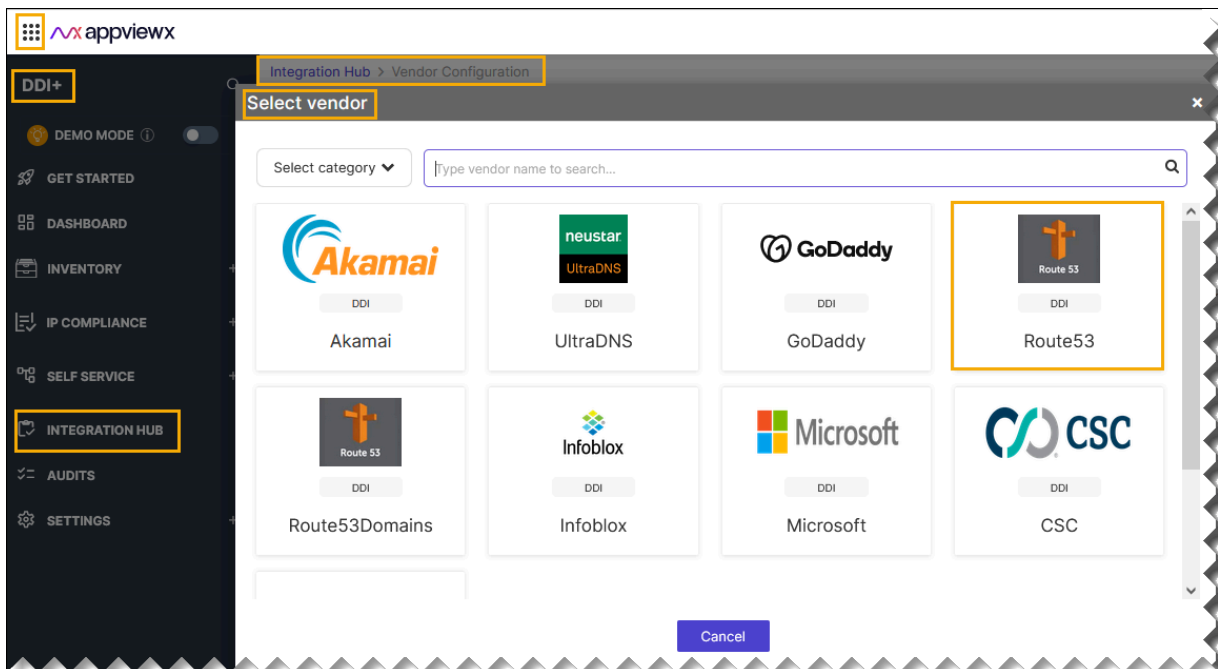 appviewx
DDI+
Integration Hub > Vendor Configuration
Select vendor
×
DEMO MODE
GET STARTED
DASHBOARD
INVENTORY +
IP COMPLIANCE +
SELF SERVICE +
INTEGRATION HUB
AUDITS
SETTINGS +
Select category
Type vendor name to search...
Akamai
DDI
Akamai
neustar
UltraDNS
DDI
UltraDNS
GoDaddy
DDI
GoDaddy
Route 53
DDI
Route53
Route 53
DDI
Route53Domains
Infoblox
DDI
Infoblox
Microsoft
DDI
Microsoft
CSC
DDI
CSC
Cancel